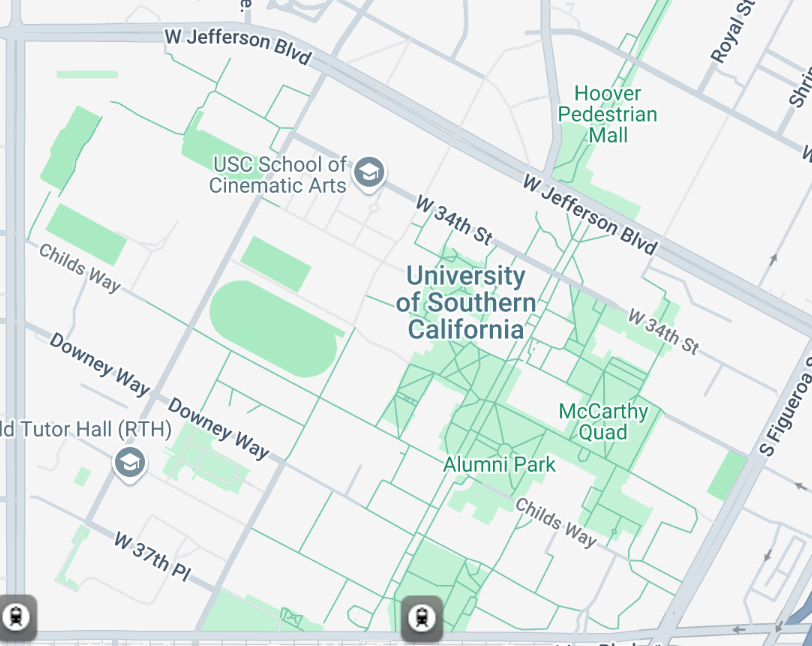 W Jefferson Blvd
Royal St
Hoover
Pedestrian
Mall
USC School of
Cinematic Arts
W 34th St
W Jefferson Blvd
Childs Way
University
of Southern
California
W 34th St
Downey Way
S Figueroa S
Downey Way
McCarthy
Quad
ld Tutor Hall (RTH)
Alumni Park
Childs Way
W 37th Pl